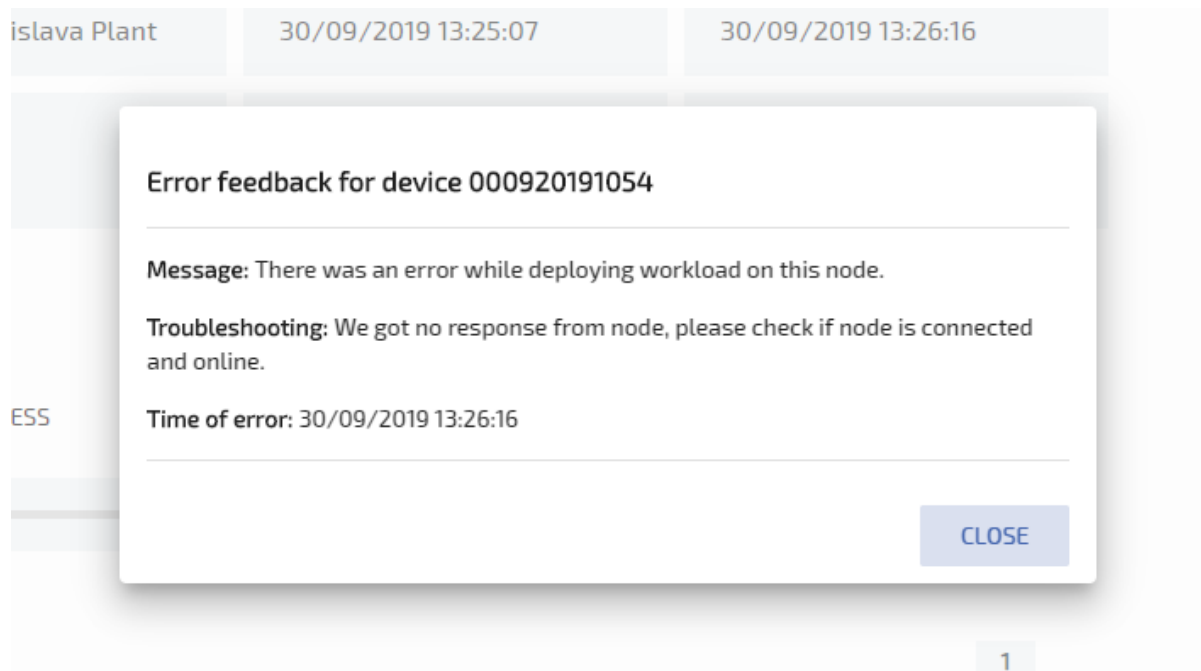 islava Plant 30/09/2019 13:25:07 30/09/2019 13:26:16
Error feedback for device 000920191054
Message: There was an error while deploying workload on this node.
Troubleshooting: We got no response from node, please check if node is connected
and online.
ESS
Time of error: 30/09/2019 13:26:16
CLOSE
1